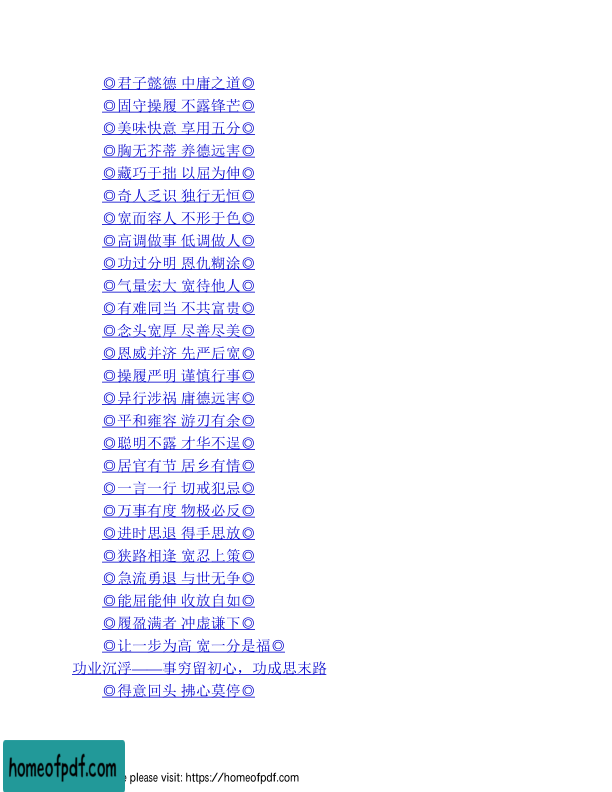 ◎君子懿德 中庸之道◎
◎固守操履 不露锋芒◎
◎美味快意 享用五分◎
◎胸无芥蒂 养德远害◎
◎藏巧于拙 以屈为伸◎
◎奇人乏识 独行无恒◎
◎宽而容人 不形于色◎
◎高调做事 低调做人◎
◎功过分明 恩仇糊涂◎
◎气量宏大 宽待他人◎
◎有难同当 不共富贵◎
◎念头宽厚 尽善尽美◎
◎恩威并济 先严后宽◎
◎操履严明 谨慎行事◎
◎异行涉祸 庸德远害◎
◎平和雍容 游刃有余◎
◎聪明不露 才华不逞◎
◎居官有节 居乡有情◎
◎一言一行 切戒犯忌◎
◎万事有度 物极必反◎
◎进时思退 得手思放◎
◎狭路相逢 宽忍上策◎
◎急流勇退 与世无争◎
◎能屈能伸 收放自如◎
◎履盈满者 冲虚谦下◎
◎让一步为高 宽一分是福◎
功业沉浮——事穷留初心，功成思末路
◎得意回头 拂心莫停◎
homeofpdf.com
please visit: https://homeofpdf.com